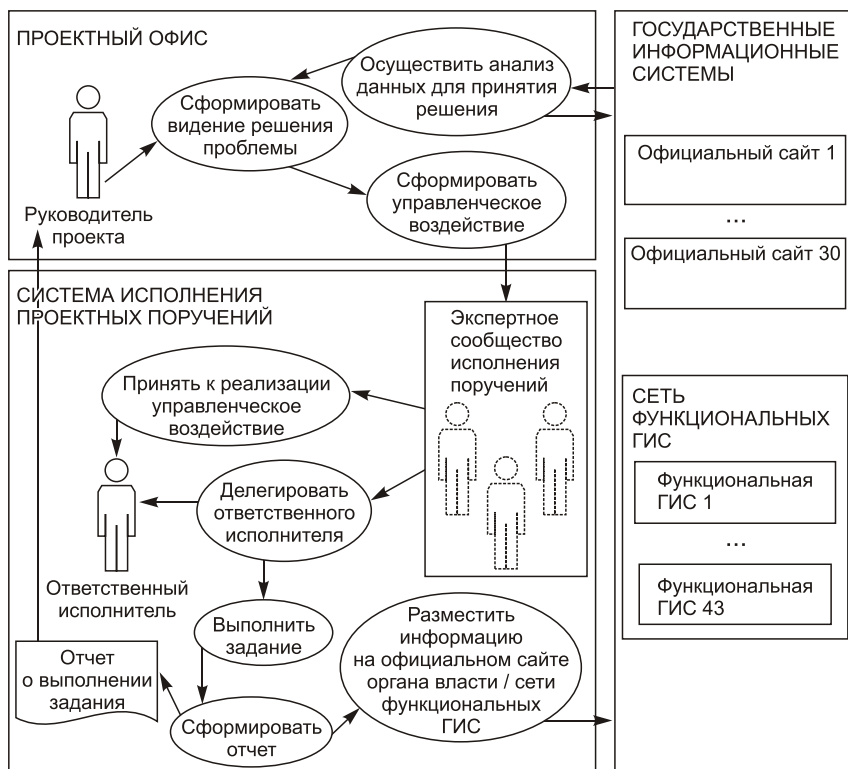 ПРОЕКТНЫЙ ОФИС
Осуществить анализ
данных для принятия
решения
Сформировать
видение решения
проблемы
Сформировать
управленческое
воздействие
Руководитель
проекта
ГОСУДАРСТВЕННЫЕ
ИНФОРМАЦИОННЫЕ
СИСТЕМЫ
Официальный сайт 1
...
Официальный сайт 30
СИСТЕМА ИСПОЛНЕНИЯ
ПРОЕКТНЫХ ПОРУЧЕНИЙ
Экспертное
сообщество
исполнения
поручений
Принять к реализации
управленческое
воздействие
Делегировать
ответственного
исполнителя
Ответственный
исполнитель
Выполнить
задание
Разместить
информацию
на официальном сайте
органа власти / сети
функциональных
ГИС
Отчет
о выполнении
задания
Сформировать
отчет
СЕТЬ
ФУНКЦИОНАЛЬНЫХ
ГИС
Функциональная
ГИС 1
...
Функциональная
ГИС 43